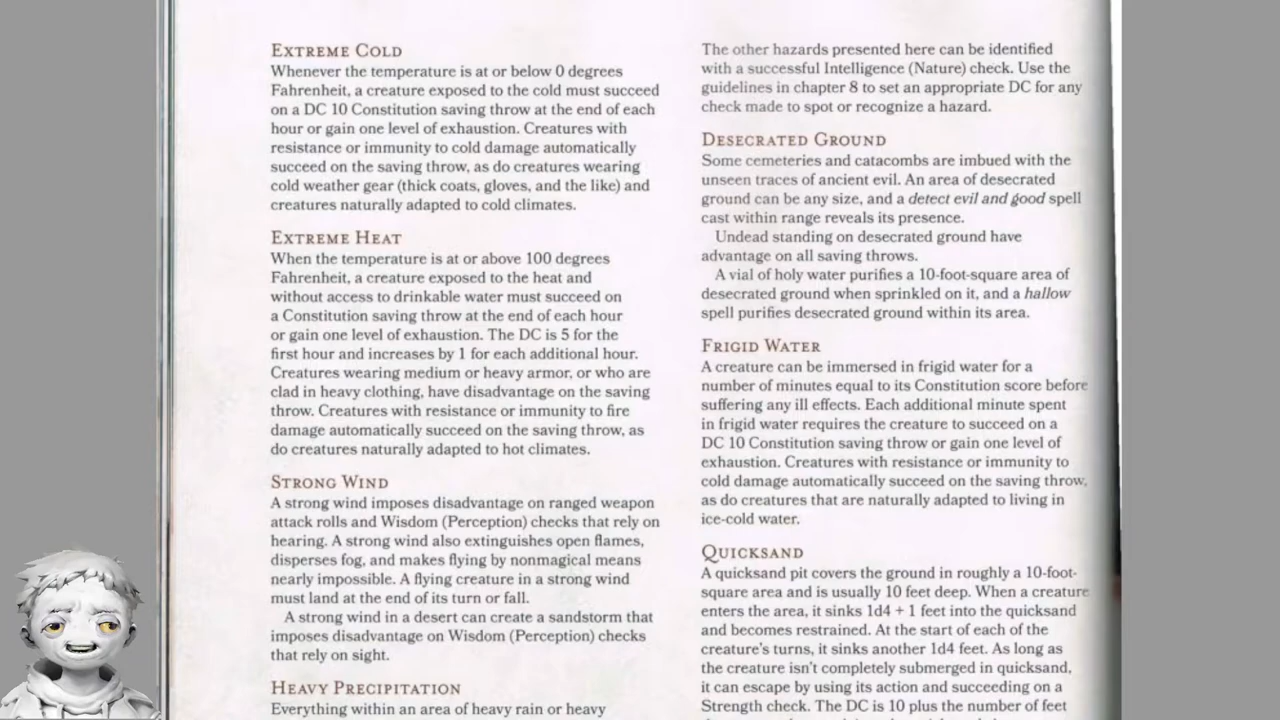 EXTREME COLD
Whenever the temperature is at or below 0 degrees
Fahrenheit, a creature exposed to the cold must succeed
on a DC 10 Constitution saving throw at the end of each
hour or gain one level of exhaustion. Creatures with
resistance or immunity to cold damage automatically
succeed on the saving throw, as do creatures wearing
cold weather gear (thick coats, gloves, and the like) and
creatures naturally adapted to cold climates.
EXTREME HEAT
When the temperature is at or above 100 degrees
Fahrenheit, a creature exposed to the heat and
without access to drinkable water must succeed on
a Constitution saving throw at the end of each hour
or gain one level of exhaustion. The DC is 5 for the
first hour and increases by 1 for each additional hour.
Creatures wearing medium or heavy armor, or who are
clad in heavy clothing, have disadvantage on the saving
throw. Creatures with resistance or immunity to fire
damage automatically succeed on the saving throw, as
do creatures naturally adapted to hot climates.
STRONG WIND
A strong wind imposes disadvantage on ranged weapon
attack rolls and Wisdom (Perception) checks that rely on
hearing. A strong wind also extinguishes open flames,
disperses fog, and makes flying by nonmagical means
nearly impossible. A flying creature in a strong wind
must land at the end of its turn or fall.
A strong wind in a desert can create a sandstorm that
imposes disadvantage on Wisdom (Perception) checks
that rely on sight.
HEAVY PRECIPITATION
Everything within an area of heavy rain or heavy
The other hazards presented here can be identified
with a successful Intelligence (Nature) check. Use the
guidelines in chapter 8 to set an appropriate DC for any
check made to spot or recognize a hazard.
DESECRATED GROUND
Some cemeteries and catacombs are imbued with the
unseen traces of ancient evil. An area of desecrated
ground can be any size, and a detect evil and good spell
cast within range reveals its presence.
Undead standing on desecrated ground have
advantage on all saving throws.
A vial of holy water purifies a 10-foot-square area of
desecrated ground when sprinkled on it, and a hallow
spell purifies desecrated ground within its area.
FRIGID WATER
A creature can be immersed in frigid water for a
number of minutes equal to its Constitution score before
suffering any ill effects. Each additional minute spent
in frigid water requires the creature to succeed on a
DC 10 Constitution saving throw or gain one level of
exhaustion. Creatures with resistance or immunity to
cold damage automatically succeed on the saving throw,
as do creatures that are naturally adapted to living in
ice-cold water.
QUICKSAND
A quicksand pit covers the ground in roughly a 10-foot-
square area and is usually 10 feet deep. When a creature
enters the area, it sinks 1d4 + 1 feet into the quicksand
and becomes restrained. At the start of each of the
creature's turns, it sinks another 1d4 feet. As long as
the creature isn't completely submerged in quicksand,
it can escape by using its action and succeeding on a
Strength check. The DC is 10 plus the number of feet